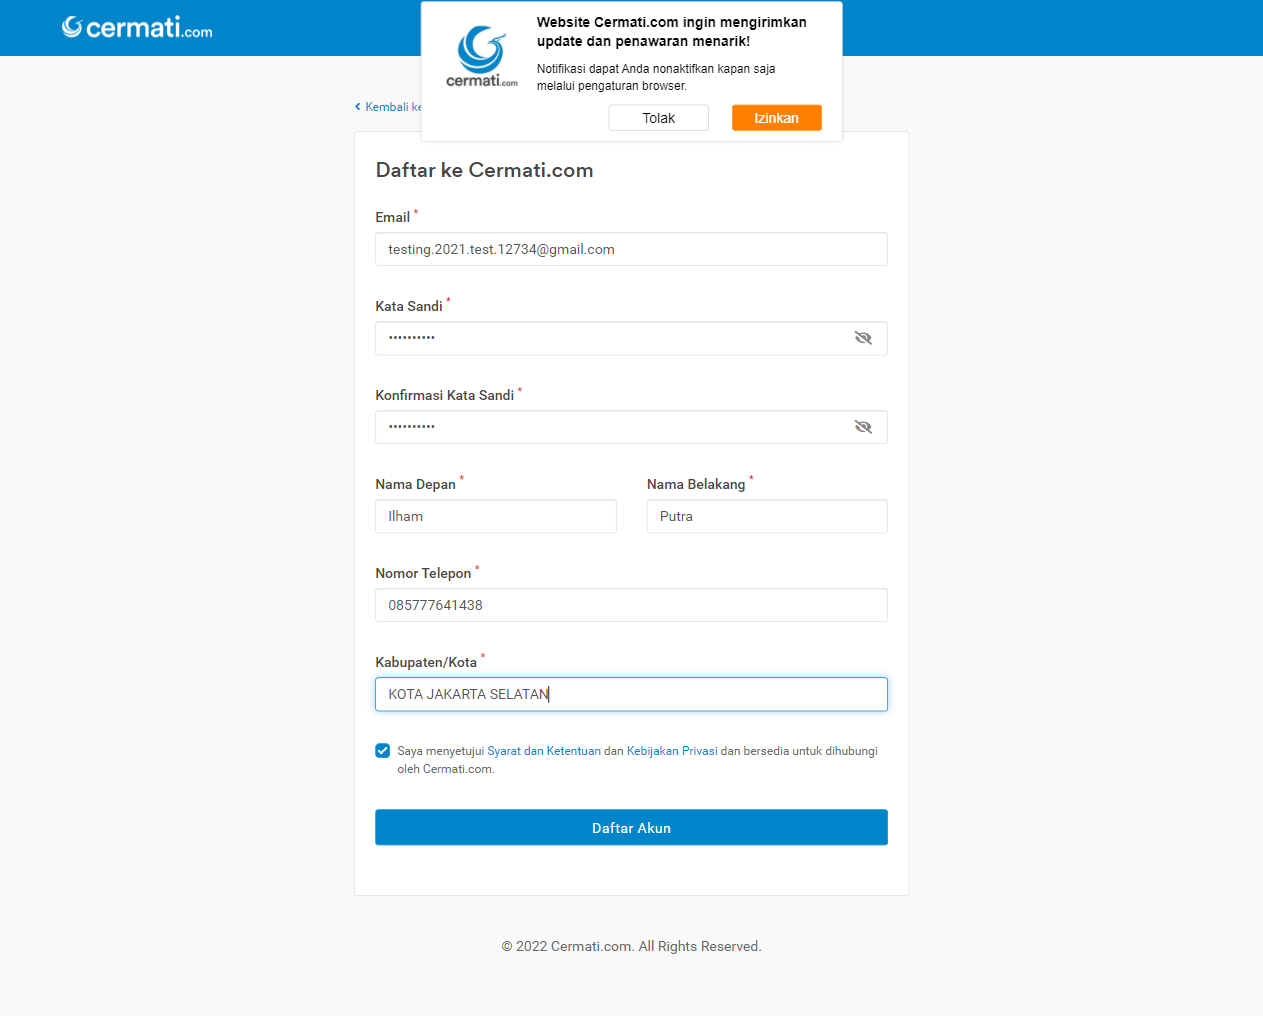 cermati.com
Website Cermati.com ingin mengirimkan
update dan penawaran menarik!
cermati.com
Notifikasi dapat Anda nonaktifkan kapan saja
melalui pengaturan browser.
Tolak
Izinkan
Kembali ke
Daftar ke Cermati.com
Email *
testing.2021.test.12734@gmail.com
Kata Sandi *
••••••••••
Konfirmasi Kata Sandi *
••••••••••
Nama Depan *
Nama Belakang *
Ilham
Putra
Nomor Telepon *
085777641438
Kabupaten/Kota *
KOTA JAKARTA SELATAN
Saya menyetujui Syarat dan Ketentuan dan Kebijakan Privasi dan bersedia untuk dihubungi
oleh Cermati.com.
Daftar Akun
© 2022 Cermati.com. All Rights Reserved.